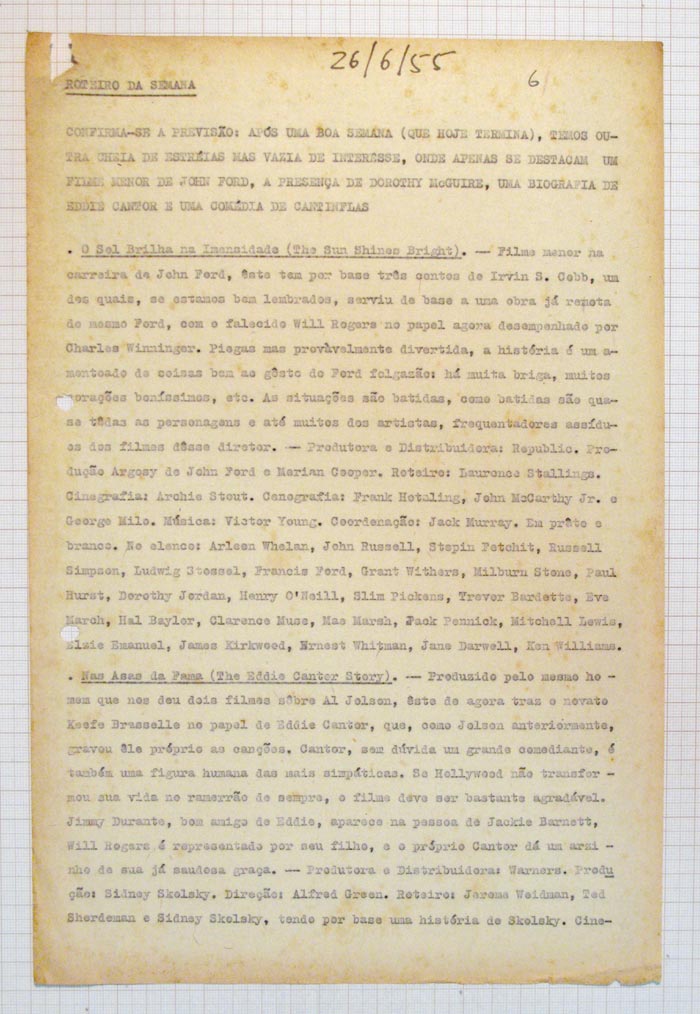 26/6/55
6
ROTEIRO DA SEMANA
CONFIRMA-SE A PREVISÃO: APÓS UMA BOA SEMANA (QUE HOJE TERMINA), TEMOS OU-
TRA CHEIA DE ESTRÉIAS MAS VAZIA DE INTERÊSSE, ONDE APENAS SE DESTACAM UM
FILME MENOR DE JOHN FORD, A PRESENÇA DE DOROTHY McGUIRE, UMA BIOGRAFIA DE
EDDIE CANTOR E UMA COMÉDIA DE CANTINFLAS
. O Sol Brilha na Imensidade (The Sun Shines Bright). -- Filme menor na
carreira de John Ford, êste tem por base três contos de Irvin S. Cobb, um
dos quaiz, se estamos bem lembrados, serviu de base a uma obra já remota
do mesmo Ford, com o falecido Will Rogers no papel agora desempenhado por
Charles Winninger. Piegas mas provàvelmente divertida, a história é um a-
montoado de coisas bem ao gôsto do Ford folgazão: há muita briga, muitos
corações boníssimos, etc. As situações são batidas, como batidas são qua-
se tôdas as personagens e até muitos dos artistas, frequentadores assídu-
os dos filmes dêsse diretor. -- Produtora e Distribuidora: Republic. Pro-
dução Argosy de John Ford e Merian Cooper. Roteiro: Laurence Stallings.
Cinegrafia: Archie Stout. Cenografia: Frank Hotaling, John McCarthy Jr. e
George Milo. Música: Victor Young. Coordenação: Jack Murray. Em prêto e
branco. No elenco: Arleen Whelan, John Russell, Stepin Fetchit, Russell
Simpson, Ludwig Stossel, Francis Ford, Grant Withers, Milburn Stone, Paul
Hurst, Dorothy Jordan, Henry O'Neill, Slim Pickens, Trevor Bardette, Eve
March, Hal Baylor, Clarence Muse, Mae Marsh, Jack Pennick, Mitchell Lewis,
Elzie Emanuel, James Kirkwood, Ernest Whitman, Jane Darwell, Ken Williams.
. Nas Asas da Fama (The Eddie Cantor Story). -- Produzido pelo mesmo ho -
mem que nos deu dois filmes sôbre Al Jolson, êste de agora traz o novato
Keefe Brasselle no papel de Eddie Cantor, que, como Jolson anteriormente,
gravou êle próprio as canções. Cantor, sem dúvida um grande comediante, é
também uma figura humana das mais simpáticas. Se Hollywood não transfor -
mou sua vida no ramerrão de sempre, o filme deve ser bastante agradável.
Jimmy Durante, bom amigo de Eddie, aparece na pessoa de Jackie Barnett,
Will Rogers é representado por seu filho, e o próprio Cantor dá um arzi -
nho de sua já saudosa graça. -- Produtora e Distribuidora: Warners. Produ
ção: Sidney Skolsky. Direção: Alfred Green. Roteiro: Jerome Weidman, Ted
Sherdeman e Sidney Skolsky, tendo por base uma história de Skolsky. Cine-